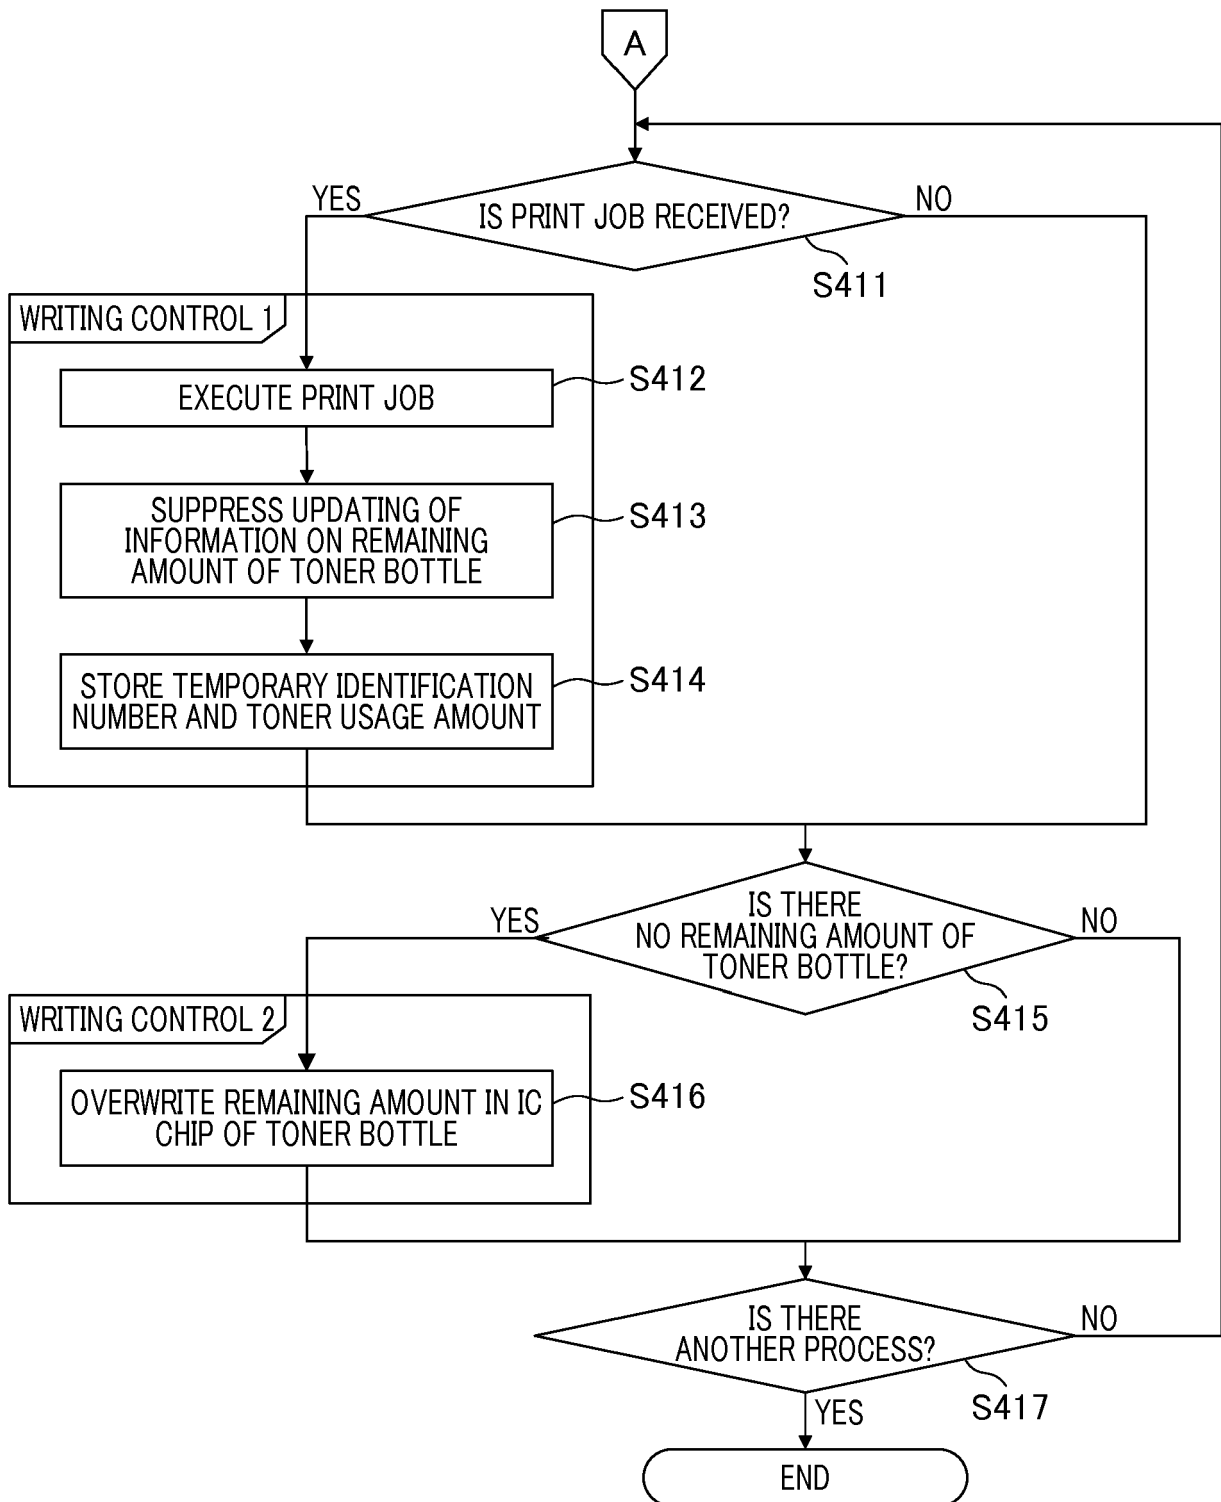 A
YES
IS PRINT JOB RECEIVED?
NO
S411
WRITING CONTROL 1
EXECUTE PRINT JOB
S412
SUPPRESS UPDATING OF
INFORMATION ON REMAINING
AMOUNT OF TONER BOTTLE
S413
STORE TEMPORARY IDENTIFICATION
NUMBER AND TONER USAGE AMOUNT
S414
YES
IS THERE
NO REMAINING AMOUNT OF
TONER BOTTLE?
NO
S415
WRITING CONTROL 2
OVERWRITE REMAINING AMOUNT IN IC
CHIP OF TONER BOTTLE
S416
IS THERE
ANOTHER PROCESS?
NO
S417
YES
END